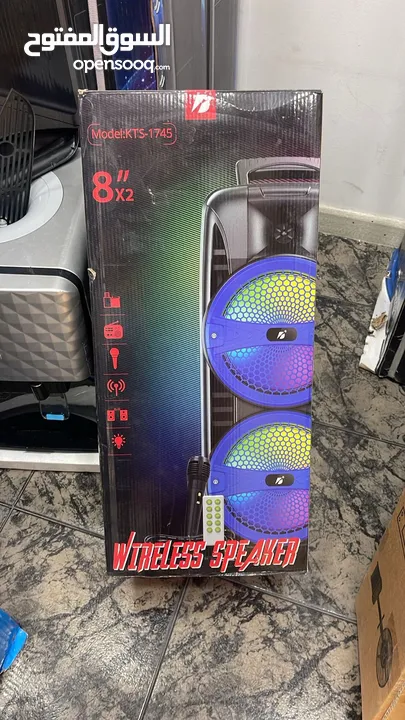 السوق المفتوح
opensooq.com
Model:KTS-1745
8"
X2
WIRELESS SPEAKER